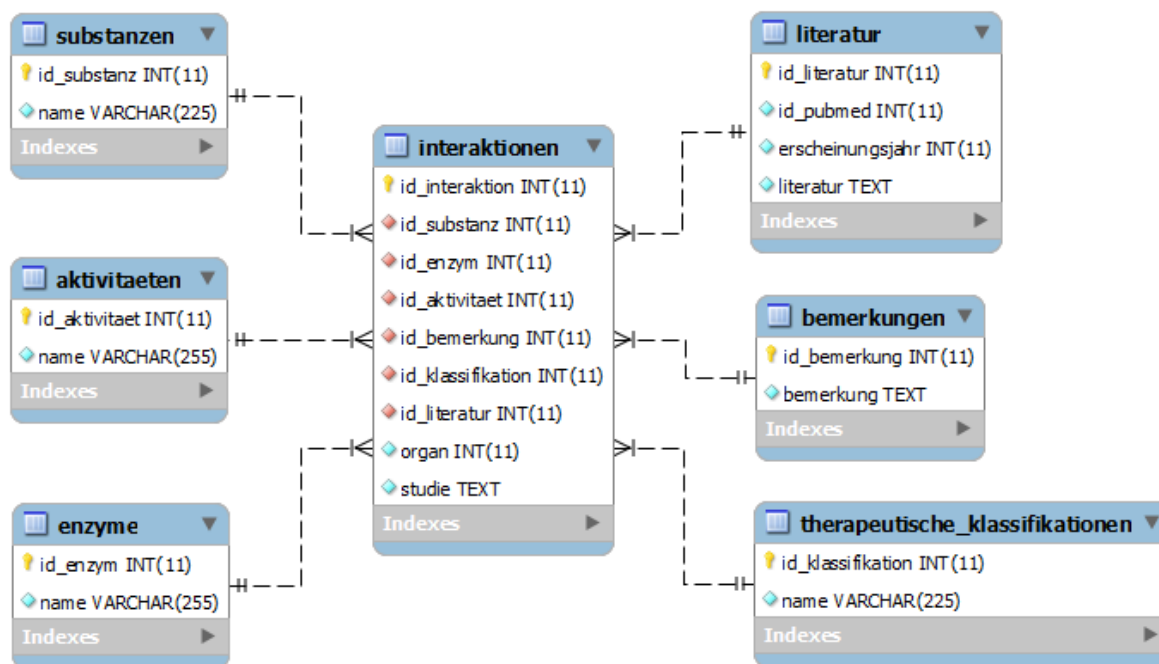 substanzen
id_substanz INT(11)
name VARCHAR(225)
Indexes
aktivitaeten
id_aktivitaet INT(11)
name VARCHAR(255)
Indexes
enzyme
id_enzym INT(11)
name VARCHAR(255)
Indexes
interaktionen
id_interaktion INT(11)
id_substanz INT(11)
id_enzym INT(11)
id_aktivitaet INT(11)
id_bemerkung INT(11)
id_klassifikation INT(11)
id_literatur INT(11)
organ INT(11)
studie TEXT
Indexes
literatur
id_literatur INT(11)
id_pubmed INT(11)
erscheinungsjahr INT(11)
literatur TEXT
Indexes
bemerkungen
id_bemerkung INT(11)
bemerkung TEXT
Indexes
therapeutische_klassifikationen
id_klassifikation INT(11)
name VARCHAR(225)
Indexes